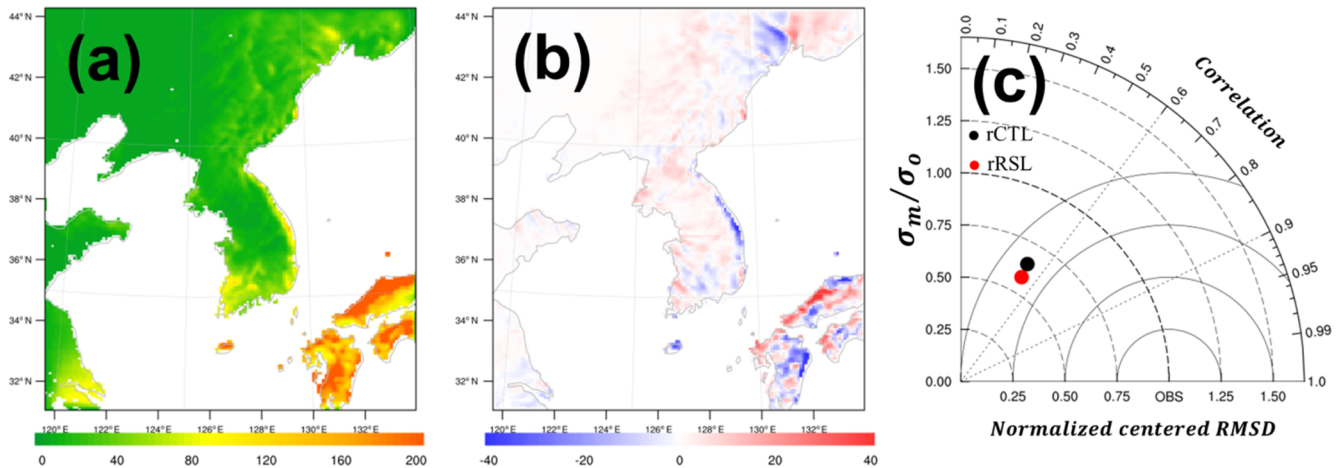 (a)
44° N
42° N
40° N
38° N
36° N
34° N
32° N
120° E
122° E
124° E
126° E
128° E
130° E
132° E
0 40 80 120 160 200
(b)
44° N
42° N
40° N
38° N
36° N
34° N
32° N
120° E
122° E
126° E
128° E
130° E
132° E
-40 -20 0 20 40
(c)
rCTL
rRSL
σm/σo
1.50
1.25
1.00
0.75
0.50
0.25
0.00
0.25 0.50 0.75 OBS 1.25 1.50
Normalized centered RMSD
0.0 0.1 0.2 0.3 0.4 0.5 0.6 0.7 0.8 0.9 0.95 0.99 1.0
Correlation